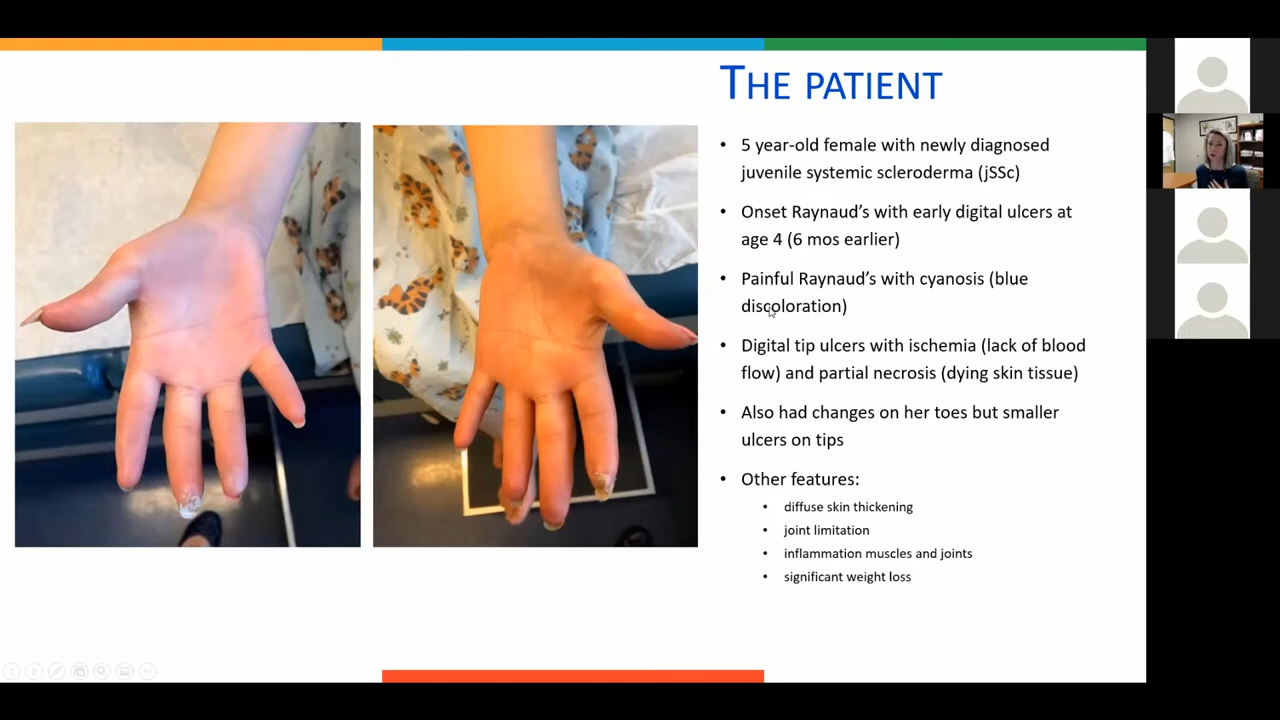 THE PATIENT
• 5 year-old female with newly diagnosed
juvenile systemic scleroderma (jSSc)
• Onset Raynaud's with early digital ulcers at
age 4 (6 mos earlier)
• Painful Raynaud's with cyanosis (blue
discoloration)
• Digital tip ulcers with ischemia (lack of blood
flow) and partial necrosis (dying skin tissue)
• Also had changes on her toes but smaller
ulcers on tips
• Other features:
• diffuse skin thickening
• joint limitation
• inflammation muscles and joints
• significant weight loss